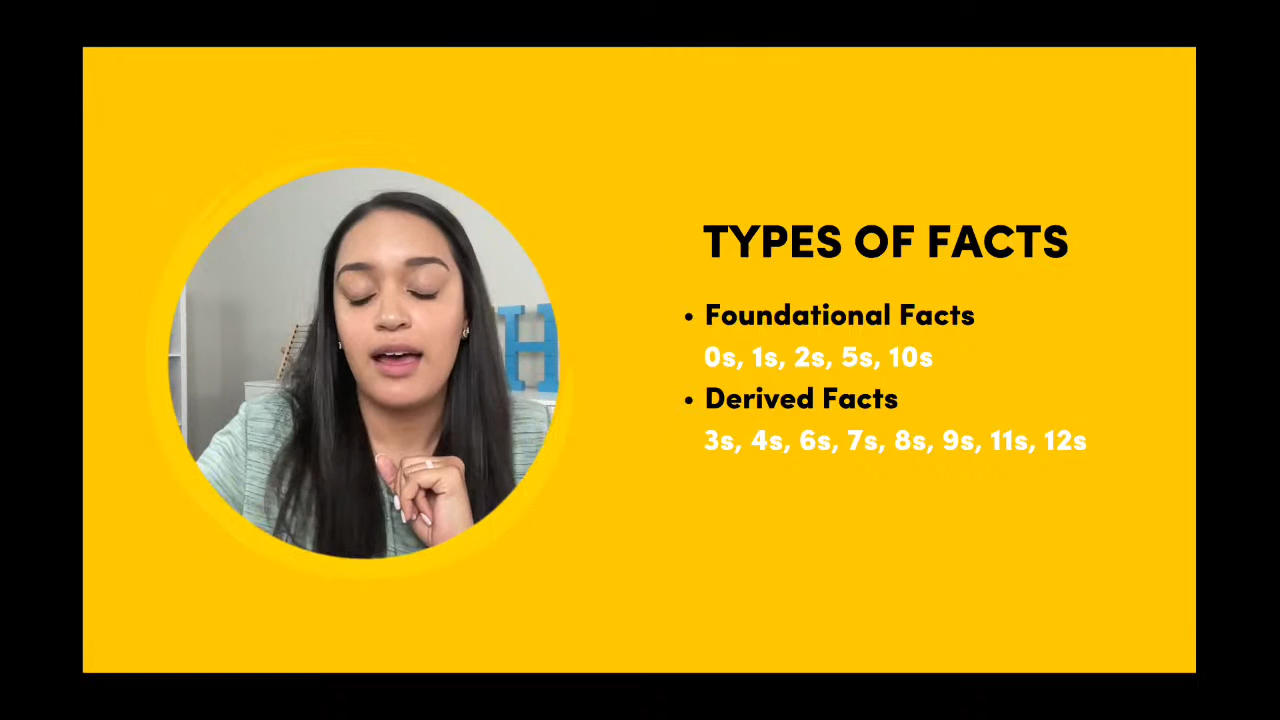 H
TYPES OF FACTS
• Foundational Facts
0s, 1s, 2s, 5s, 10s
• Derived Facts
3s, 4s, 6s, 7s, 8s, 9s, 11s, 12s